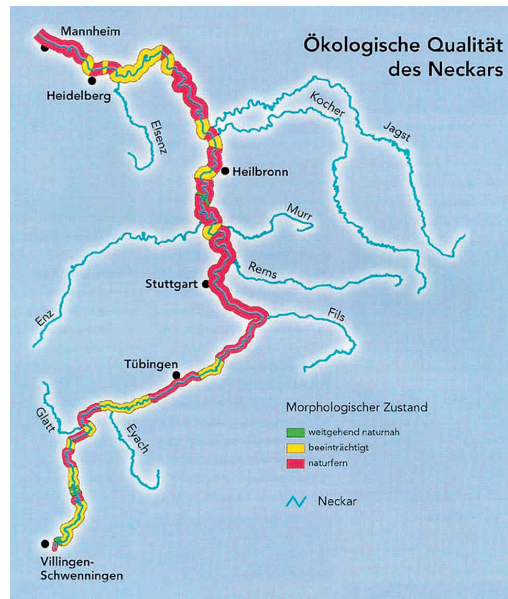 Ökologische Qualität
des Neckars
Mannheim
Heidelberg
Elsenz
Kocher
Jagst
Heilbronn
Murr
Enz
Rems
Stuttgart
Fils
Tübingen
Glatt
Eyach
Morphologischer Zustand
weitgehend naturnah
beeinträchtigt
naturfern
Neckar
Villingen-
Schwenningen